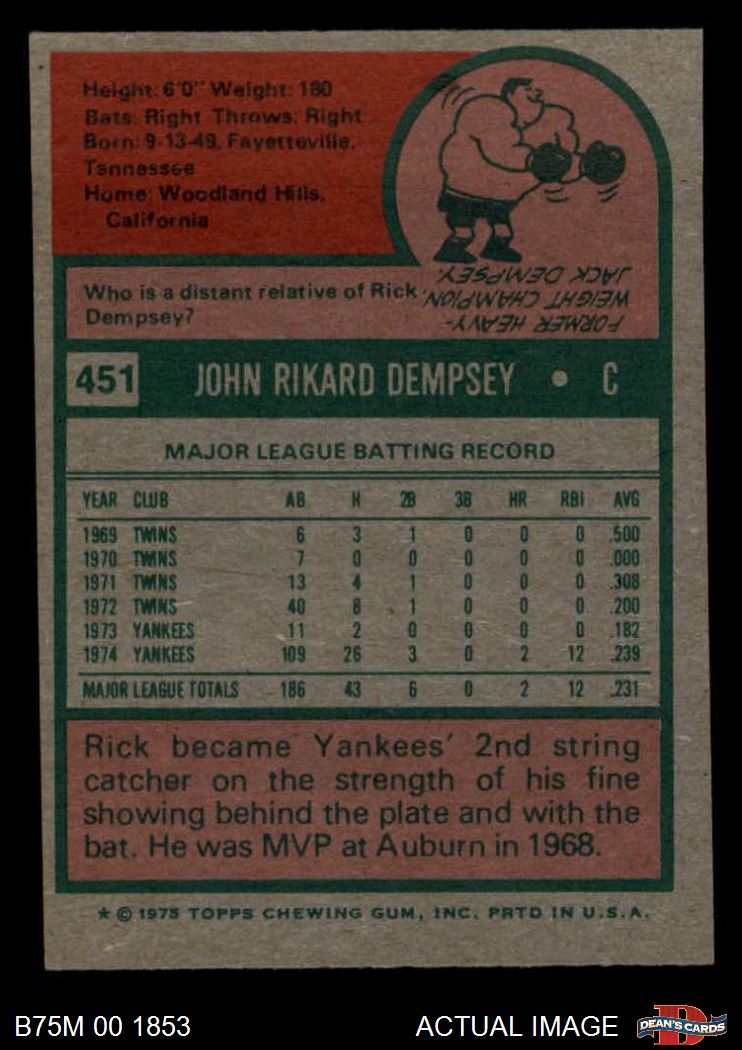 Height: 6'0" Weight: 180
Bats: Right Throws: Right
Born: 9-13-49, Fayetteville,
Tennessee
Home: Woodland Hills,
California
Who is a distant relative of Rick
Dempsey?
FORMER HEAVY-
WEIGHT CHAMPION,
JACK DEMPSEY.
451 JOHN RIKARD DEMPSEY • C
MAJOR LEAGUE BATTING RECORD
YEAR CLUB AB H 2B 3B HR RBI AVG
1969 TWINS 6 3 1 0 0 0 .500
1970 TWINS 7 0 0 0 0 0 .000
1971 TWINS 13 4 1 0 0 0 .308
1972 TWINS 40 8 1 0 0 0 .200
1973 YANKEES 11 2 0 0 0 0 .182
1974 YANKEES 109 26 3 0 2 12 .239
MAJOR LEAGUE TOTALS 186 43 6 0 2 12 .231
Rick became Yankees' 2nd string
catcher on the strength of his fine
showing behind the plate and with the
bat. He was MVP at Auburn in 1968.
* © 1975 TOPPS CHEWING GUM, INC. PRTD IN U.S.A.
B75M 00 1853 ACTUAL IMAGE DEAN'S CARDS